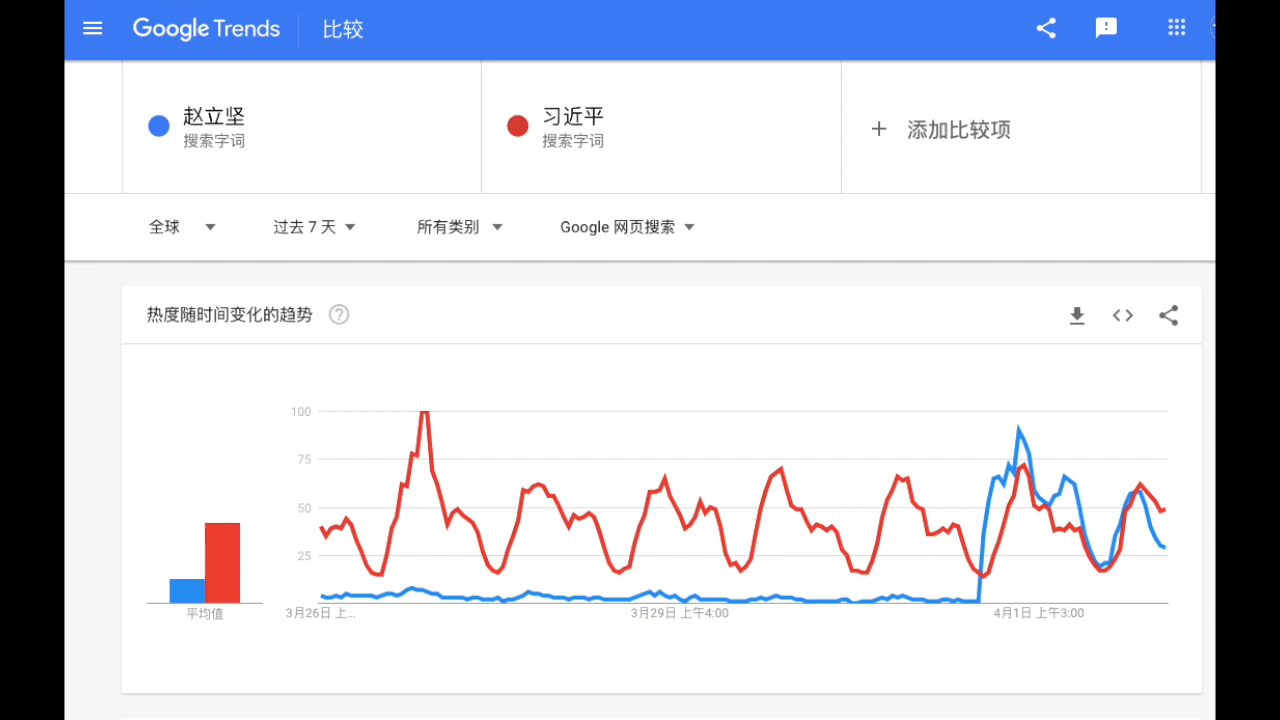 Google Trends 比较
赵立坚
搜索字词
习近平
搜索字词
+ 添加比较项
全球
过去 7 天
所有类别
Google 网页搜索
热度随时间变化的趋势
100
75
50
25
平均值
3月26日 上...
3月29日 上午4:00
4月1日 上午3:00